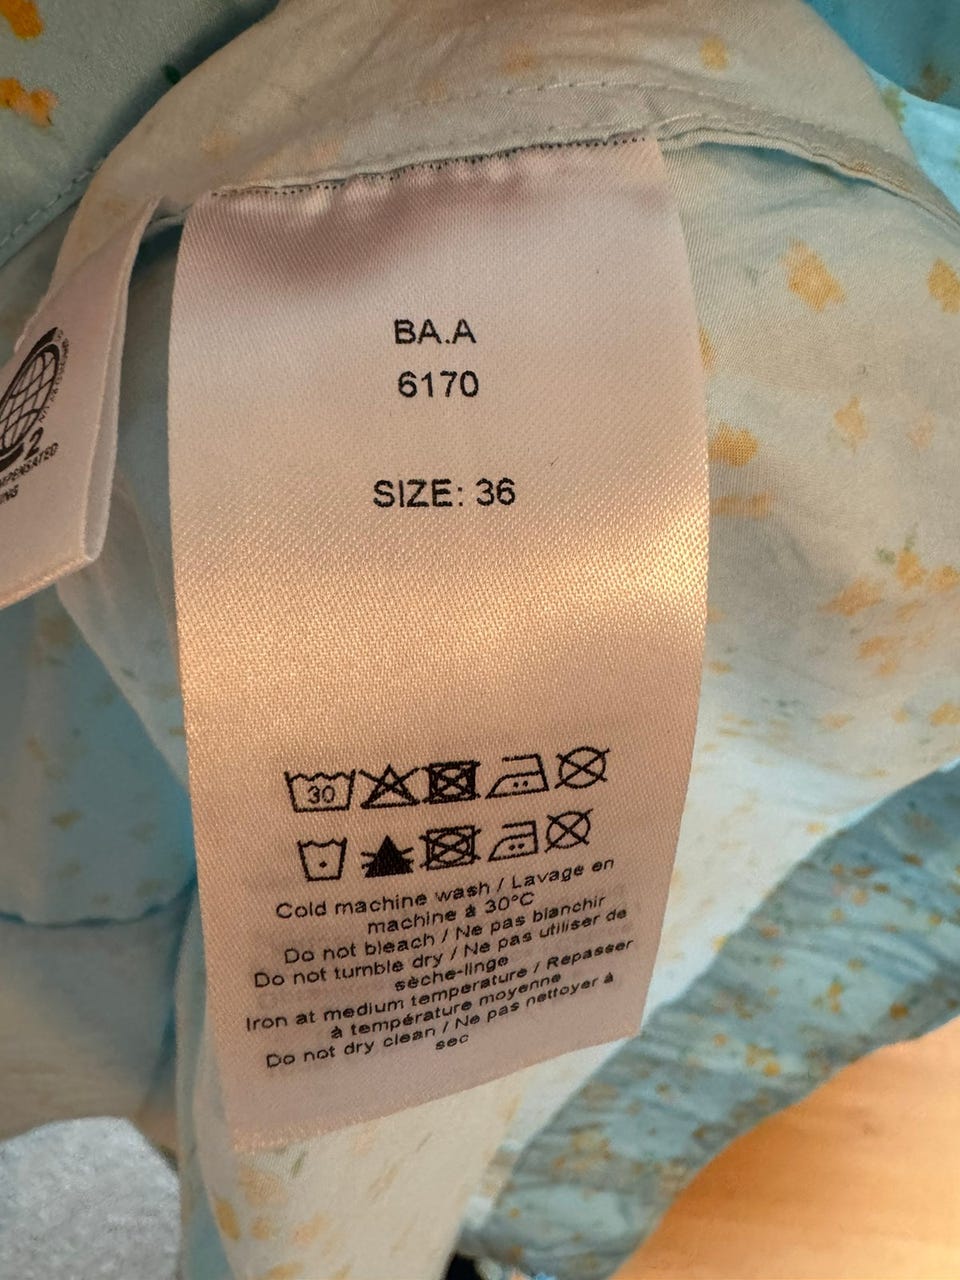 BA.A
6170
SIZE: 36
30
Cold machine wash / Lavage en
machine à 30°C
Do not bleach / Ne pas blanchir
Do not tumble dry / Ne pas utiliser de
sèche-linge
Iron at medium temperature / Repasser
à température moyenne
Do not dry clean / Ne pas nettoyer à
sec
2